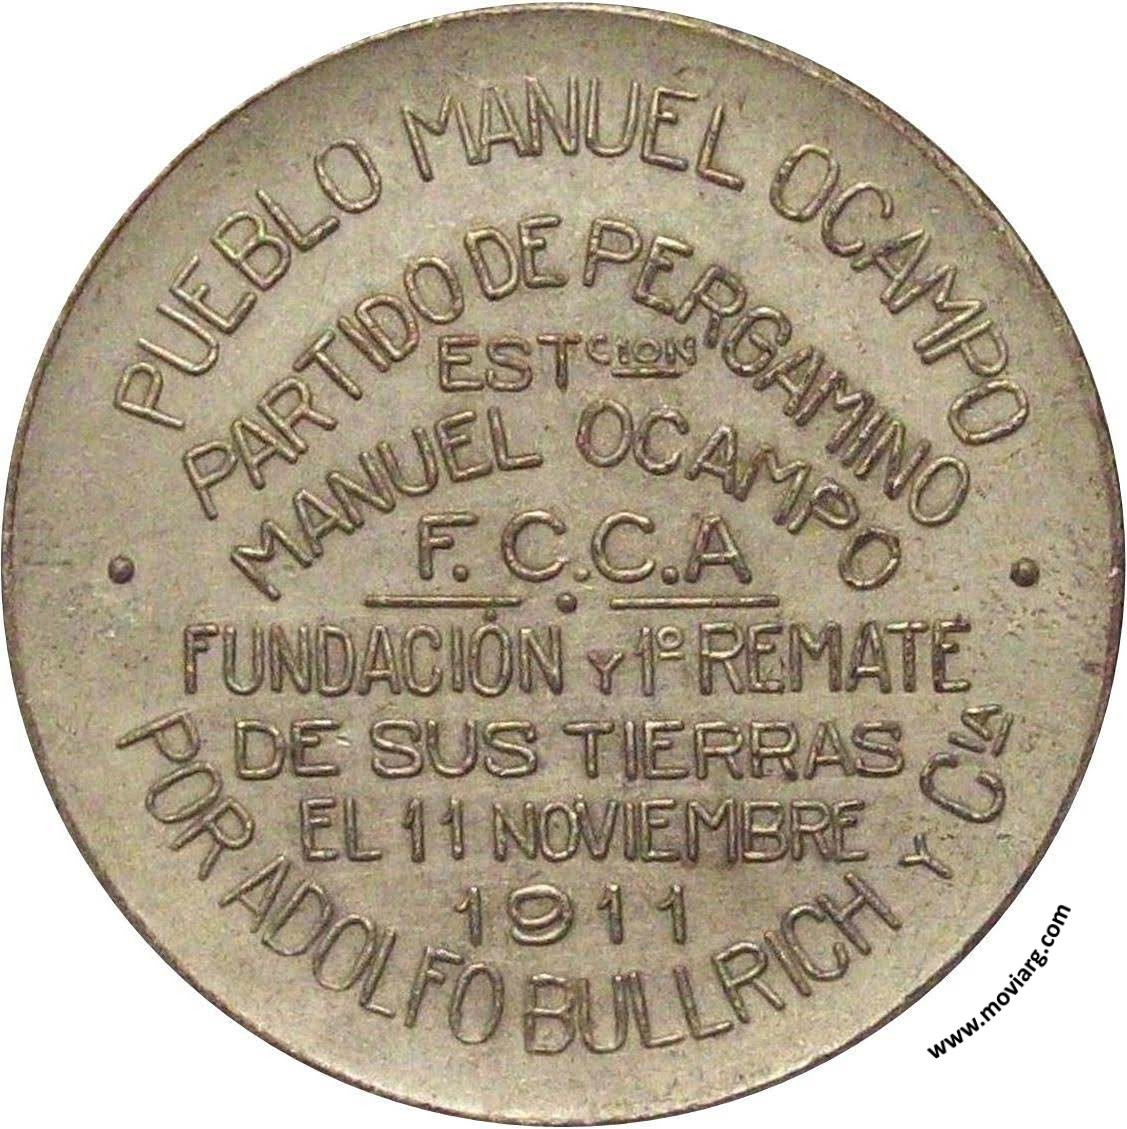 PUEBLO MANUEL OCAMPO
PARTIDO DE PERGAMINO
ESTCION
MANUEL OCAMPO
F.C.C.A
FUNDACIÓN Y 1º REMATE
DE SUS TIERRAS
EL 11 NOVIEMBRE
1911
POR ADOLFO BULLRICH Y CIA
www.moviarg.com